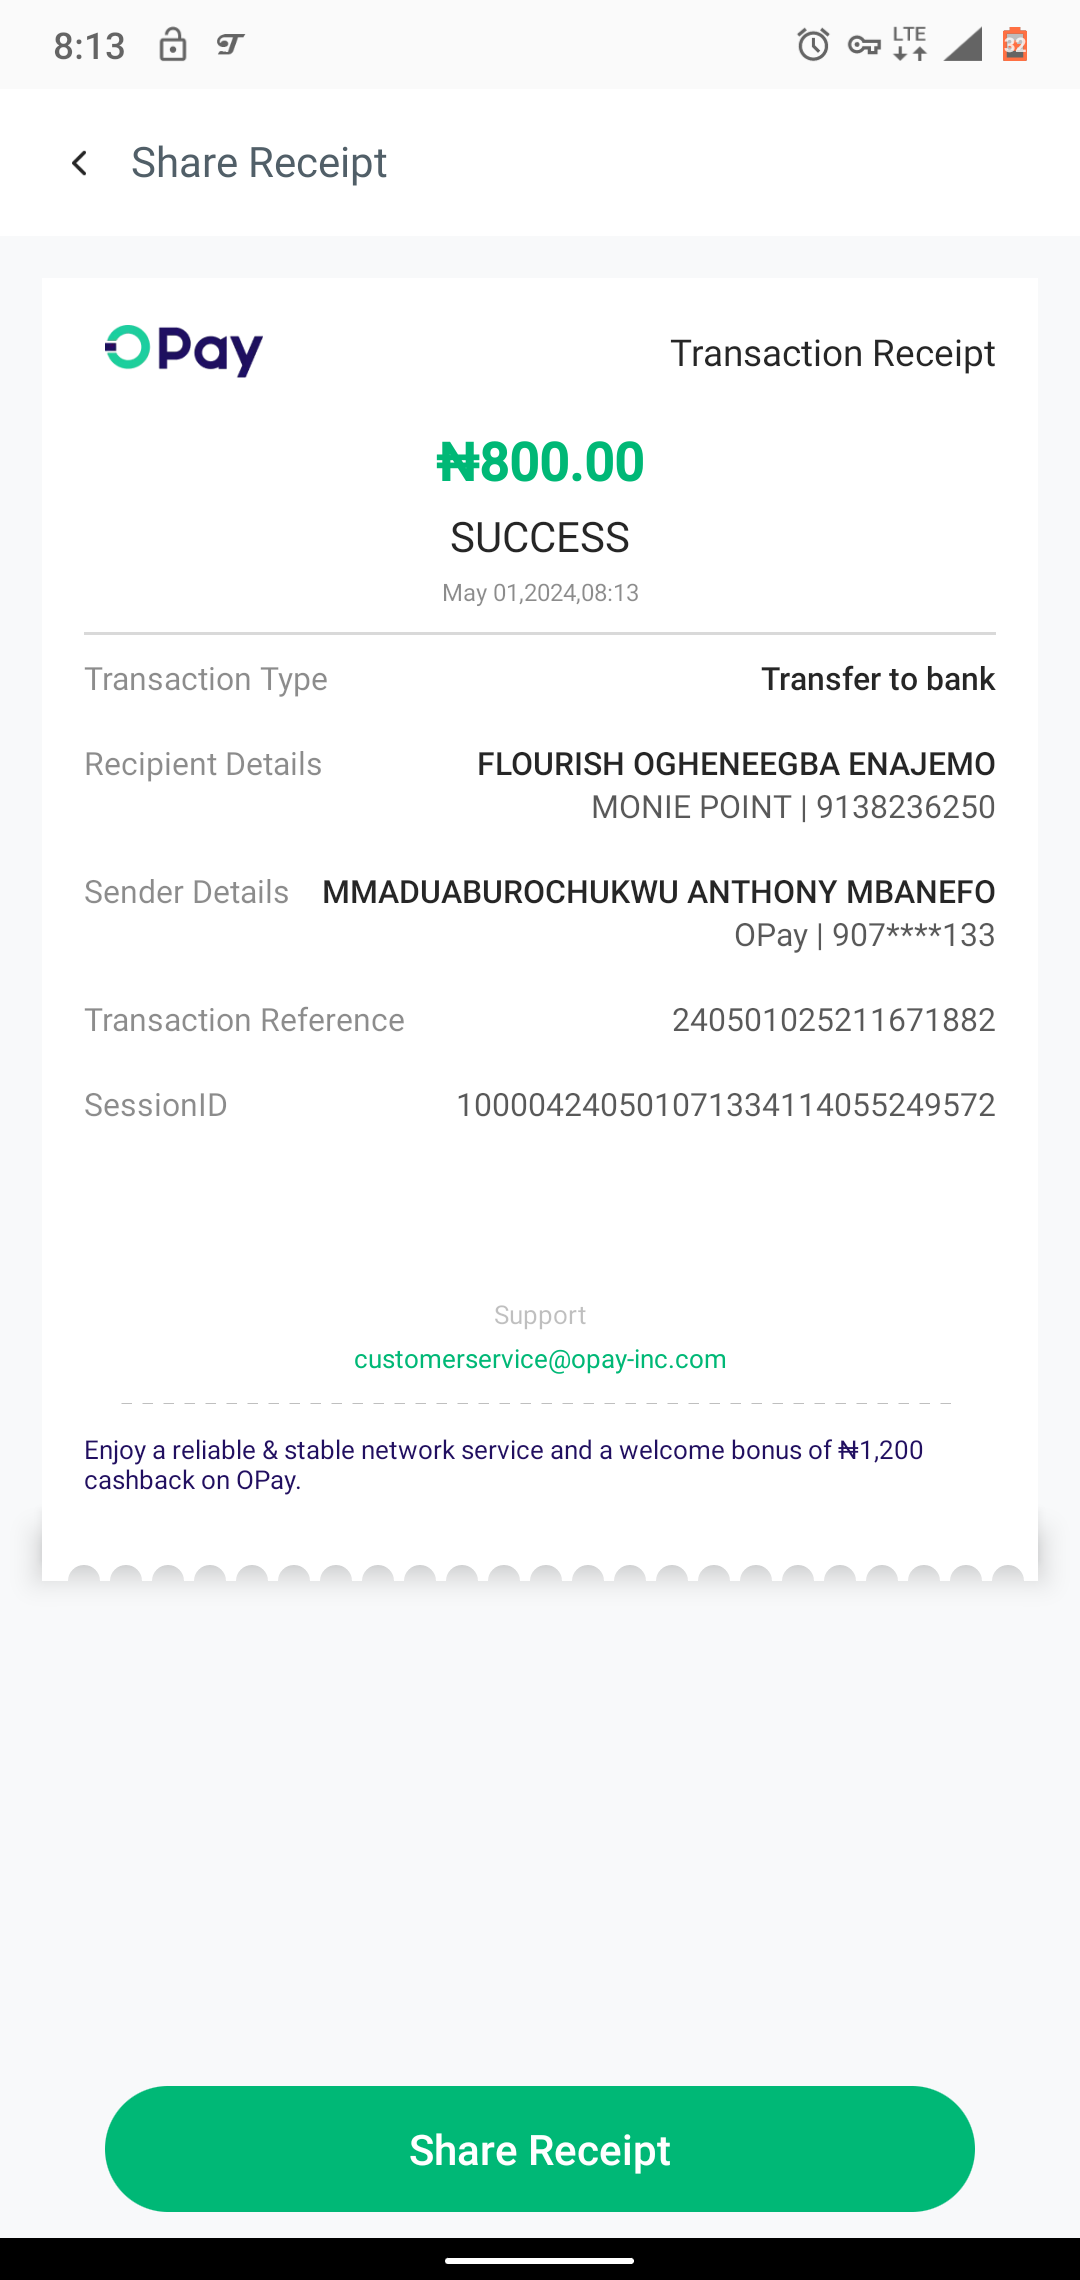 8:13
LTE
32
Share Receipt
OPay
Transaction Receipt
₦800.00
SUCCESS
May 01,2024,08:13
Transaction Type Transfer to bank
Recipient Details FLOURISH OGHENEEGBA ENAJEMO
MONIE POINT | 9138236250
Sender Details MMADUABUROCHUKWU ANTHONY MBANEFO
OPay | 907****133
Transaction Reference 240501025211671882
SessionID 100004240501071334114055249572
Support
customerservice@opay-inc.com
Enjoy a reliable & stable network service and a welcome bonus of ₦1,200
cashback on OPay.
Share Receipt